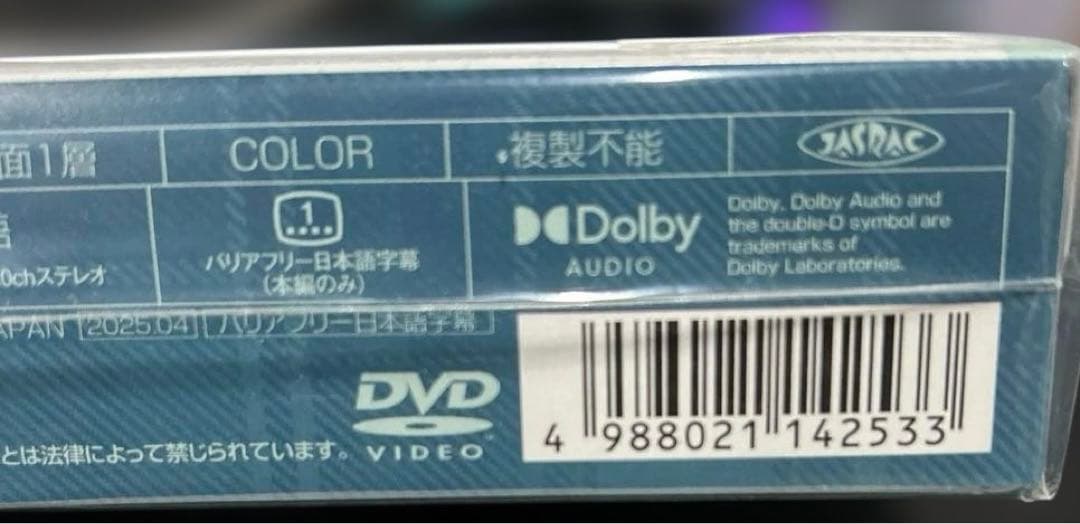 面1層
COLOR
複製不能
JASRAC
語
0chステレオ
1
バリアフリー日本語字幕
(本編のみ)
Dolby
AUDIO
Dolby, Dolby Audio and
the double-D symbol are
trademarks of
Dolby Laboratories.
JAPAN 2025.04 バリアフリー日本語字幕
とは法律によって禁じられています。
DVD
VIDEO
4 988021 142533